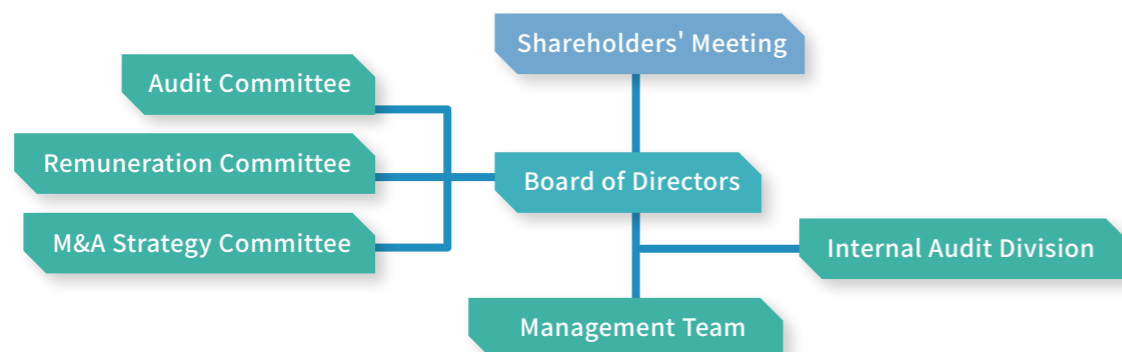 Shareholders' Meeting
Audit Committee
Remuneration Committee
Board of Directors
M&A Strategy Committee
Internal Audit Division
Management Team